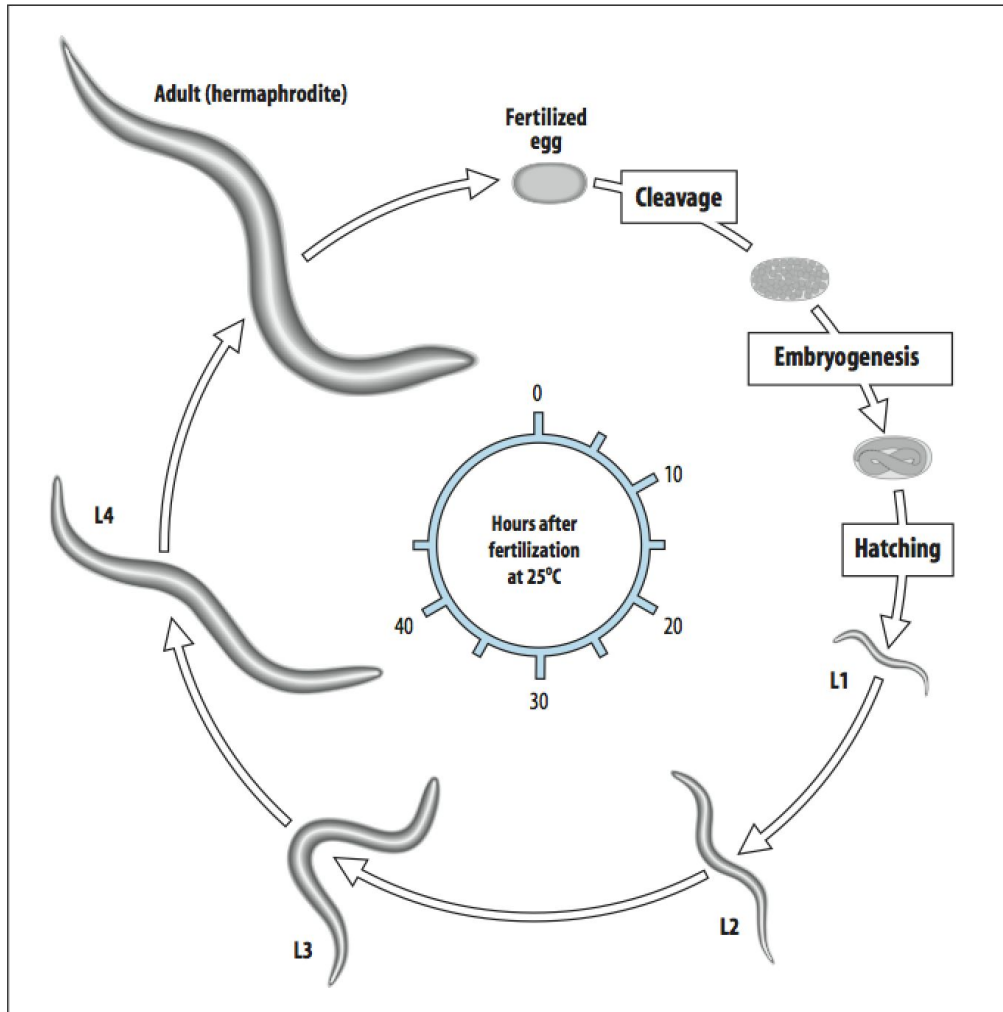 Adult (hermaphrodite)
Fertilized
egg
Cleavage
Embryogenesis
Hatching
L1
L2
L3
L4
0
10
20
30
40
Hours after
fertilization
at 25°C